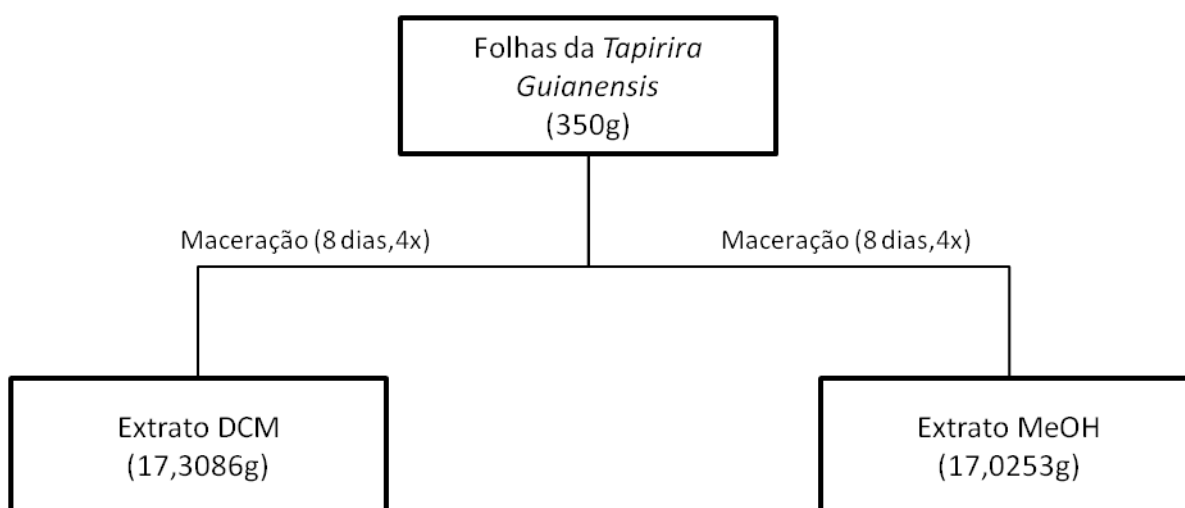 Folhas da Tapirira
Guianensis
(350g)
Maceração (8 dias,4x)
Maceração (8 dias,4x)
Extrato DCM
(17,3086g)
Extrato MeOH
(17,0253g)